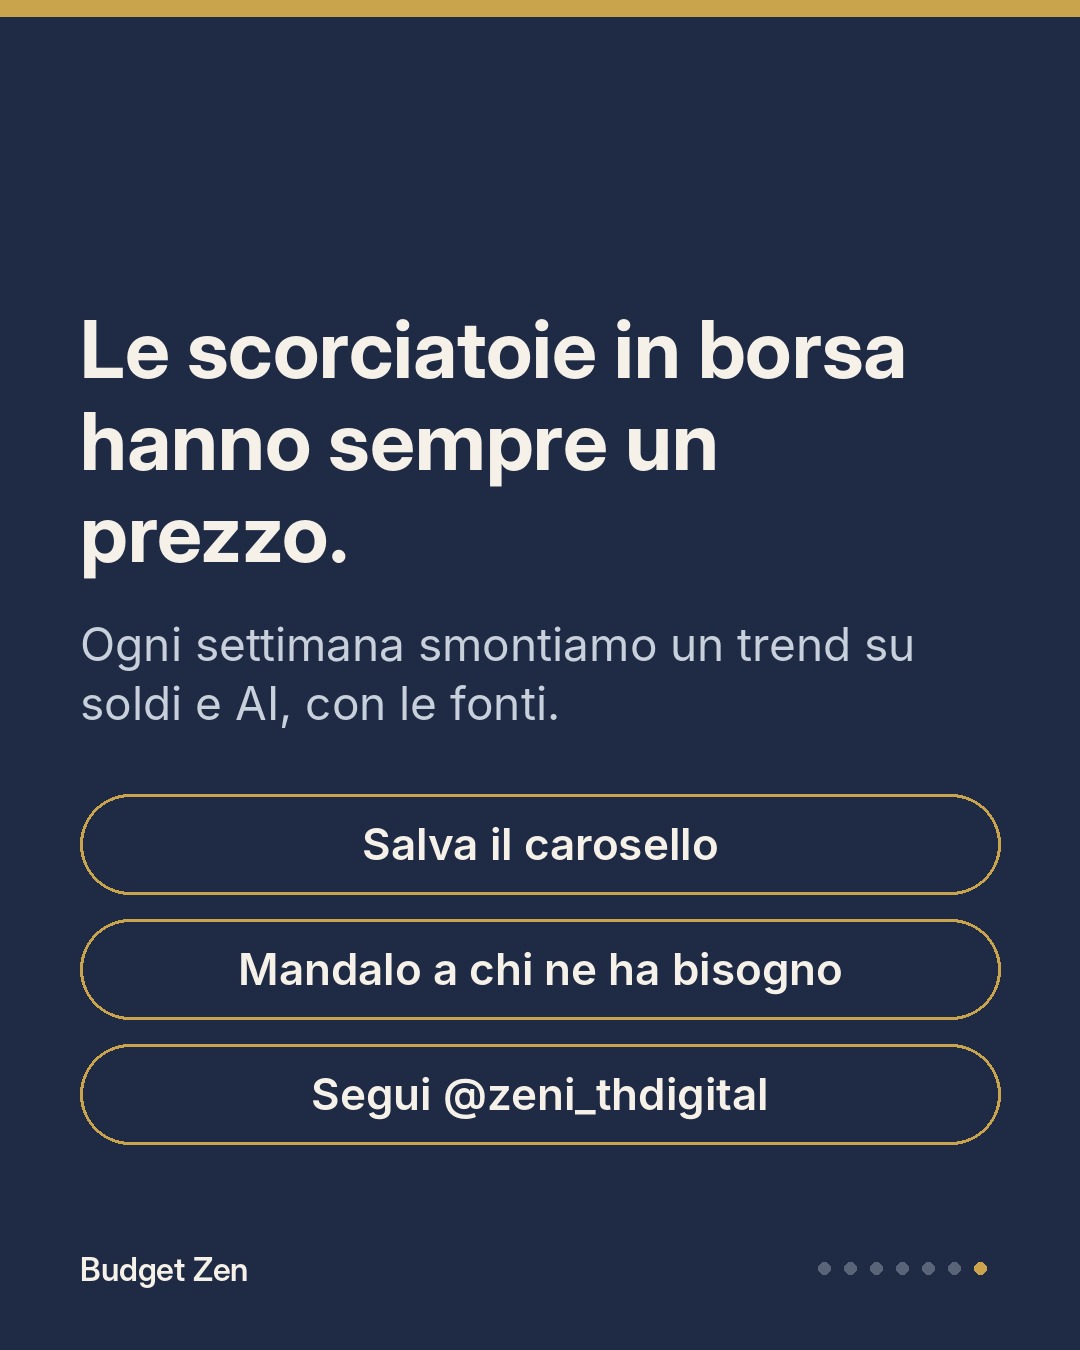 Le scorciatoie in borsa
hanno sempre un
prezzo.
Ogni settimana smontiamo un trend su
soldi e AI, con le fonti.
Salva il carosello
Mandalo a chi ne ha bisogno
Segui @zeni_thdigital
Budget Zen